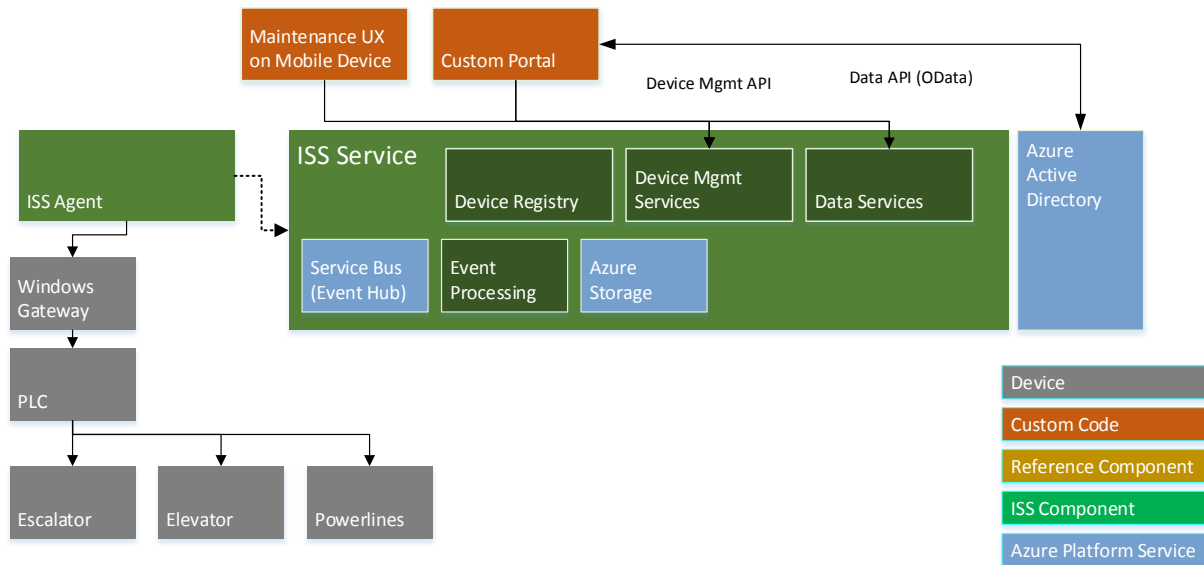 Maintenance UX
on Mobile Device
Custom Portal
Device Mgmt API
Data API (OData)
ISS Agent
ISS Service
Device Registry
Device Mgmt
Services
Data Services
Azure
Active
Directory
Service Bus
(Event Hub)
Event
Processing
Azure
Storage
Windows
Gateway
PLC
Escalator
Elevator
Powerlines
Device
Custom Code
Reference Component
ISS Component
Azure Platform Service